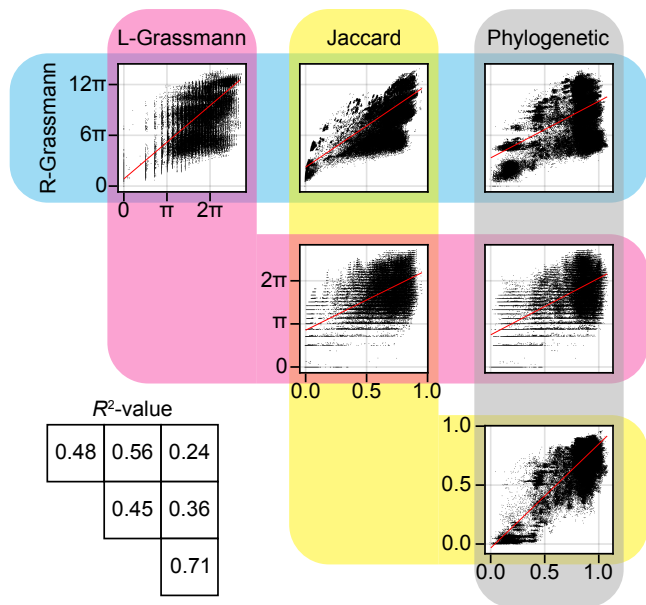 L-Grassmann Jaccard Phylogenetic
R-Grassmann
12π
6π
0
0 π 2π
2π
π
0
0.0 0.5 1.0
R²-value
0.48 0.56 0.24
0.45 0.36
0.71
1.0
0.5
0.0
0.0 0.5 1.0